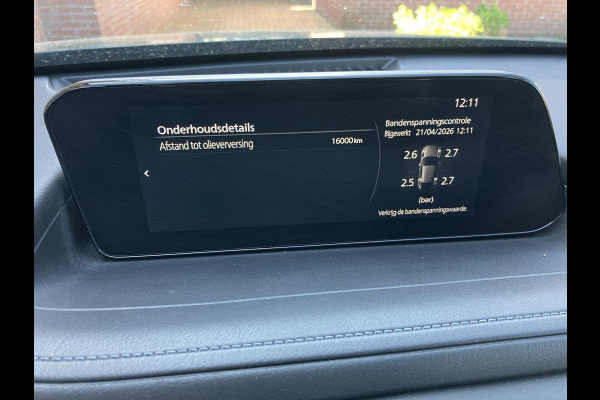 12:11
Onderhoudsdetails
Afstand tot olieverversing 16000 km
Bandenspanningscontrole
Bijgewerkt 21/04/2026 12:11
2.6 2.7
2.5 2.7
(bar)
Verkrijg de bandenspanningswaarde.